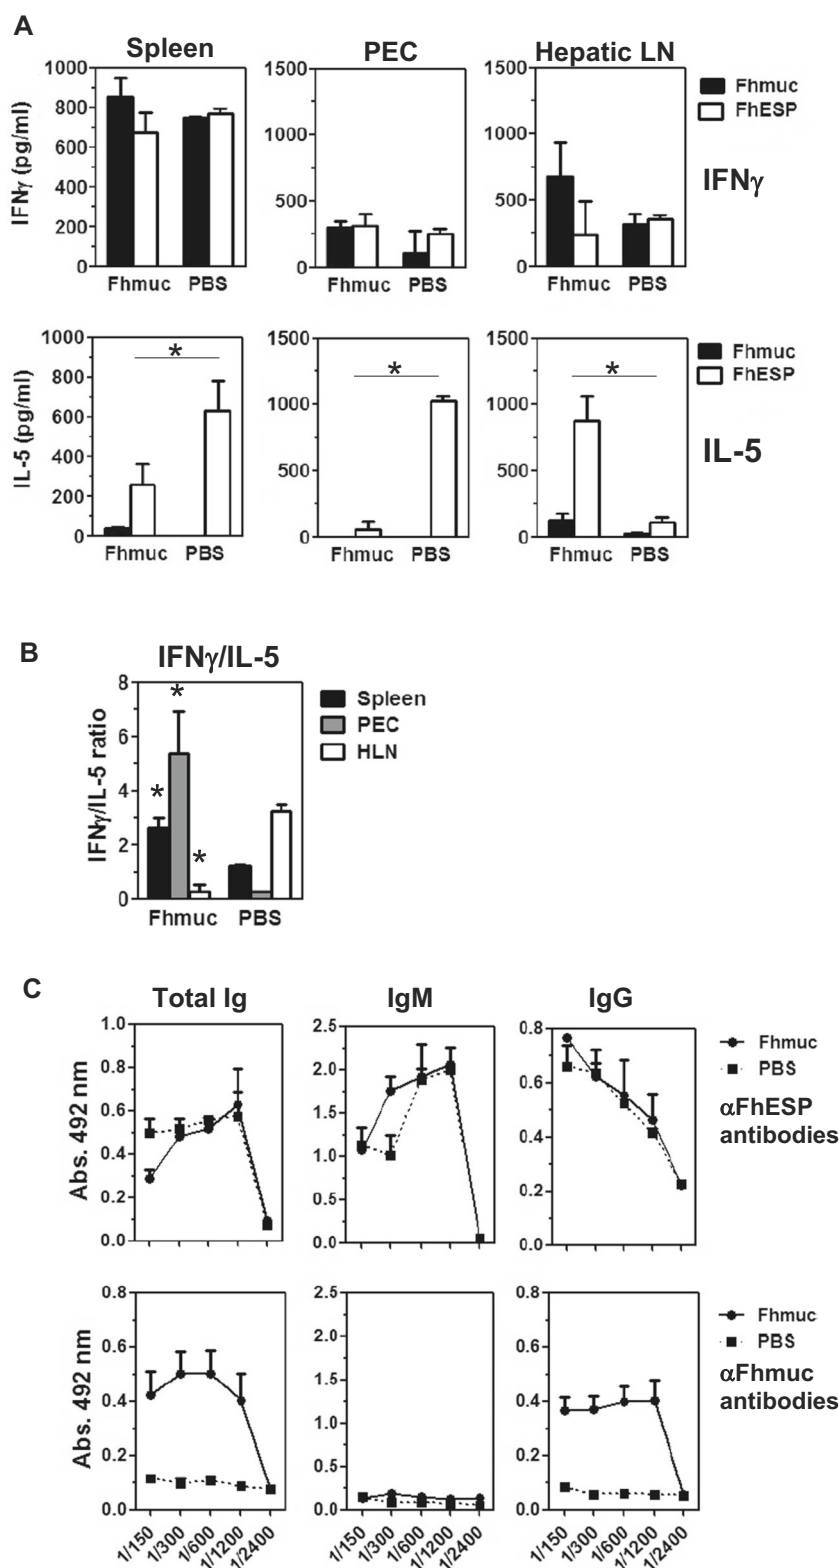 A
Spleen PEC Hepatic LN
IFNγ (pg/ml)
1000
800
600
400
200
0
Fhmuc PBS
1500
1000
500
0
Fhmuc PBS
1500
1000
500
0
Fhmuc PBS
Fhmuc
FhESP
IFNγ
IL-5 (pg/ml)
1000
800
600
400
200
0
*
Fhmuc PBS
1500
1000
500
0
*
Fhmuc PBS
1500
1000
500
0
*
Fhmuc PBS
Fhmuc
FhESP
IL-5
B
IFNγ/IL-5
IFNγ/IL-5 ratio
8
6
4
2
0
*
*
*
Fhmuc PBS
Spleen
PEC
HLN
C
Total Ig IgM IgG
Abs. 492 nm
1.0
0.8
0.6
0.4
0.2
0.0
2.5
2.0
1.5
1.0
0.5
0.0
0.8
0.6
0.4
0.2
0.0
Fhmuc
PBS
αFhESP
antibodies
Abs. 492 nm
0.8
0.6
0.4
0.2
0.0
1/150 1/300 1/600 1/1200 1/2400
2.5
2.0
1.5
1.0
0.5
0.0
1/150 1/300 1/600 1/1200 1/2400
0.8
0.6
0.4
0.2
0.0
1/150 1/300 1/600 1/1200 1/2400
Fhmuc
PBS
αFhmuc
antibodies